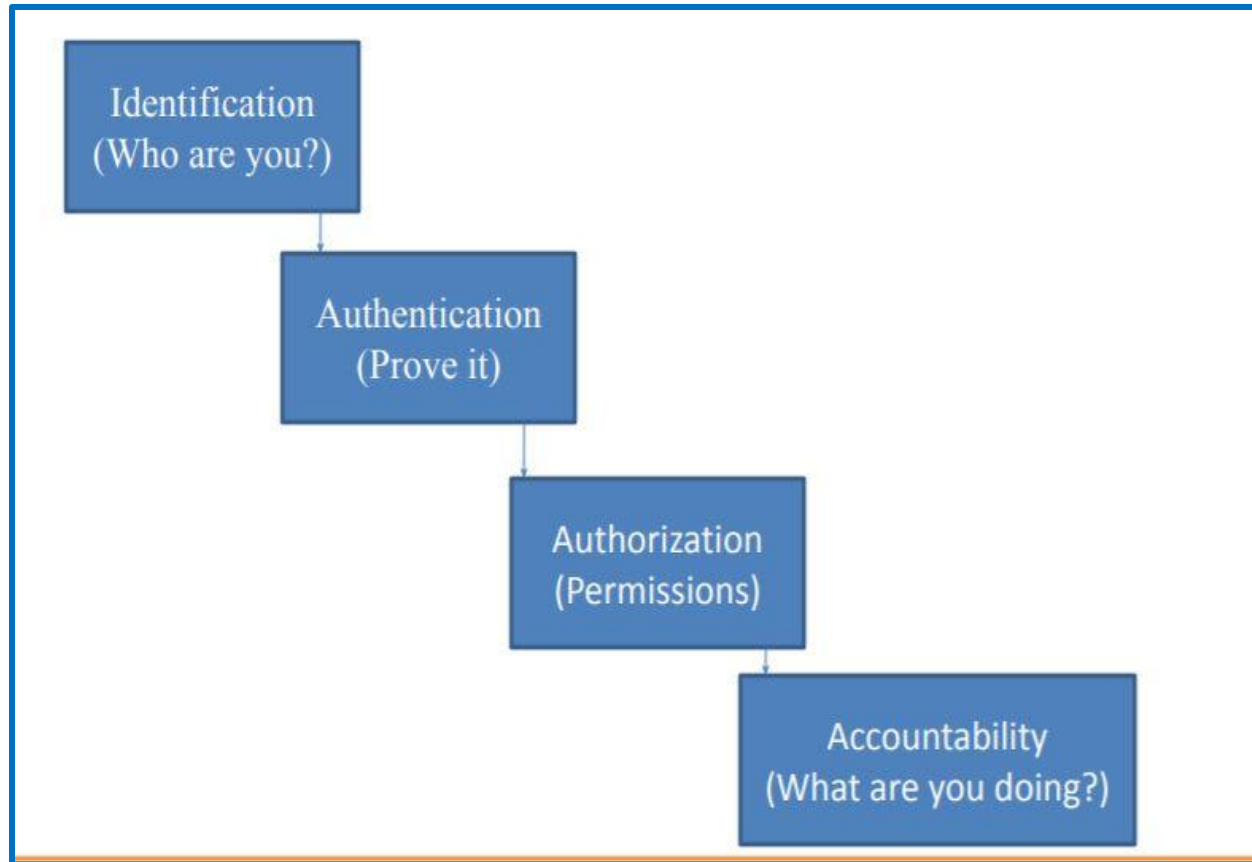 Identification
(Who are you?)
Authentication
(Prove it)
Authorization
(Permissions)
Accountability
(What are you doing?)